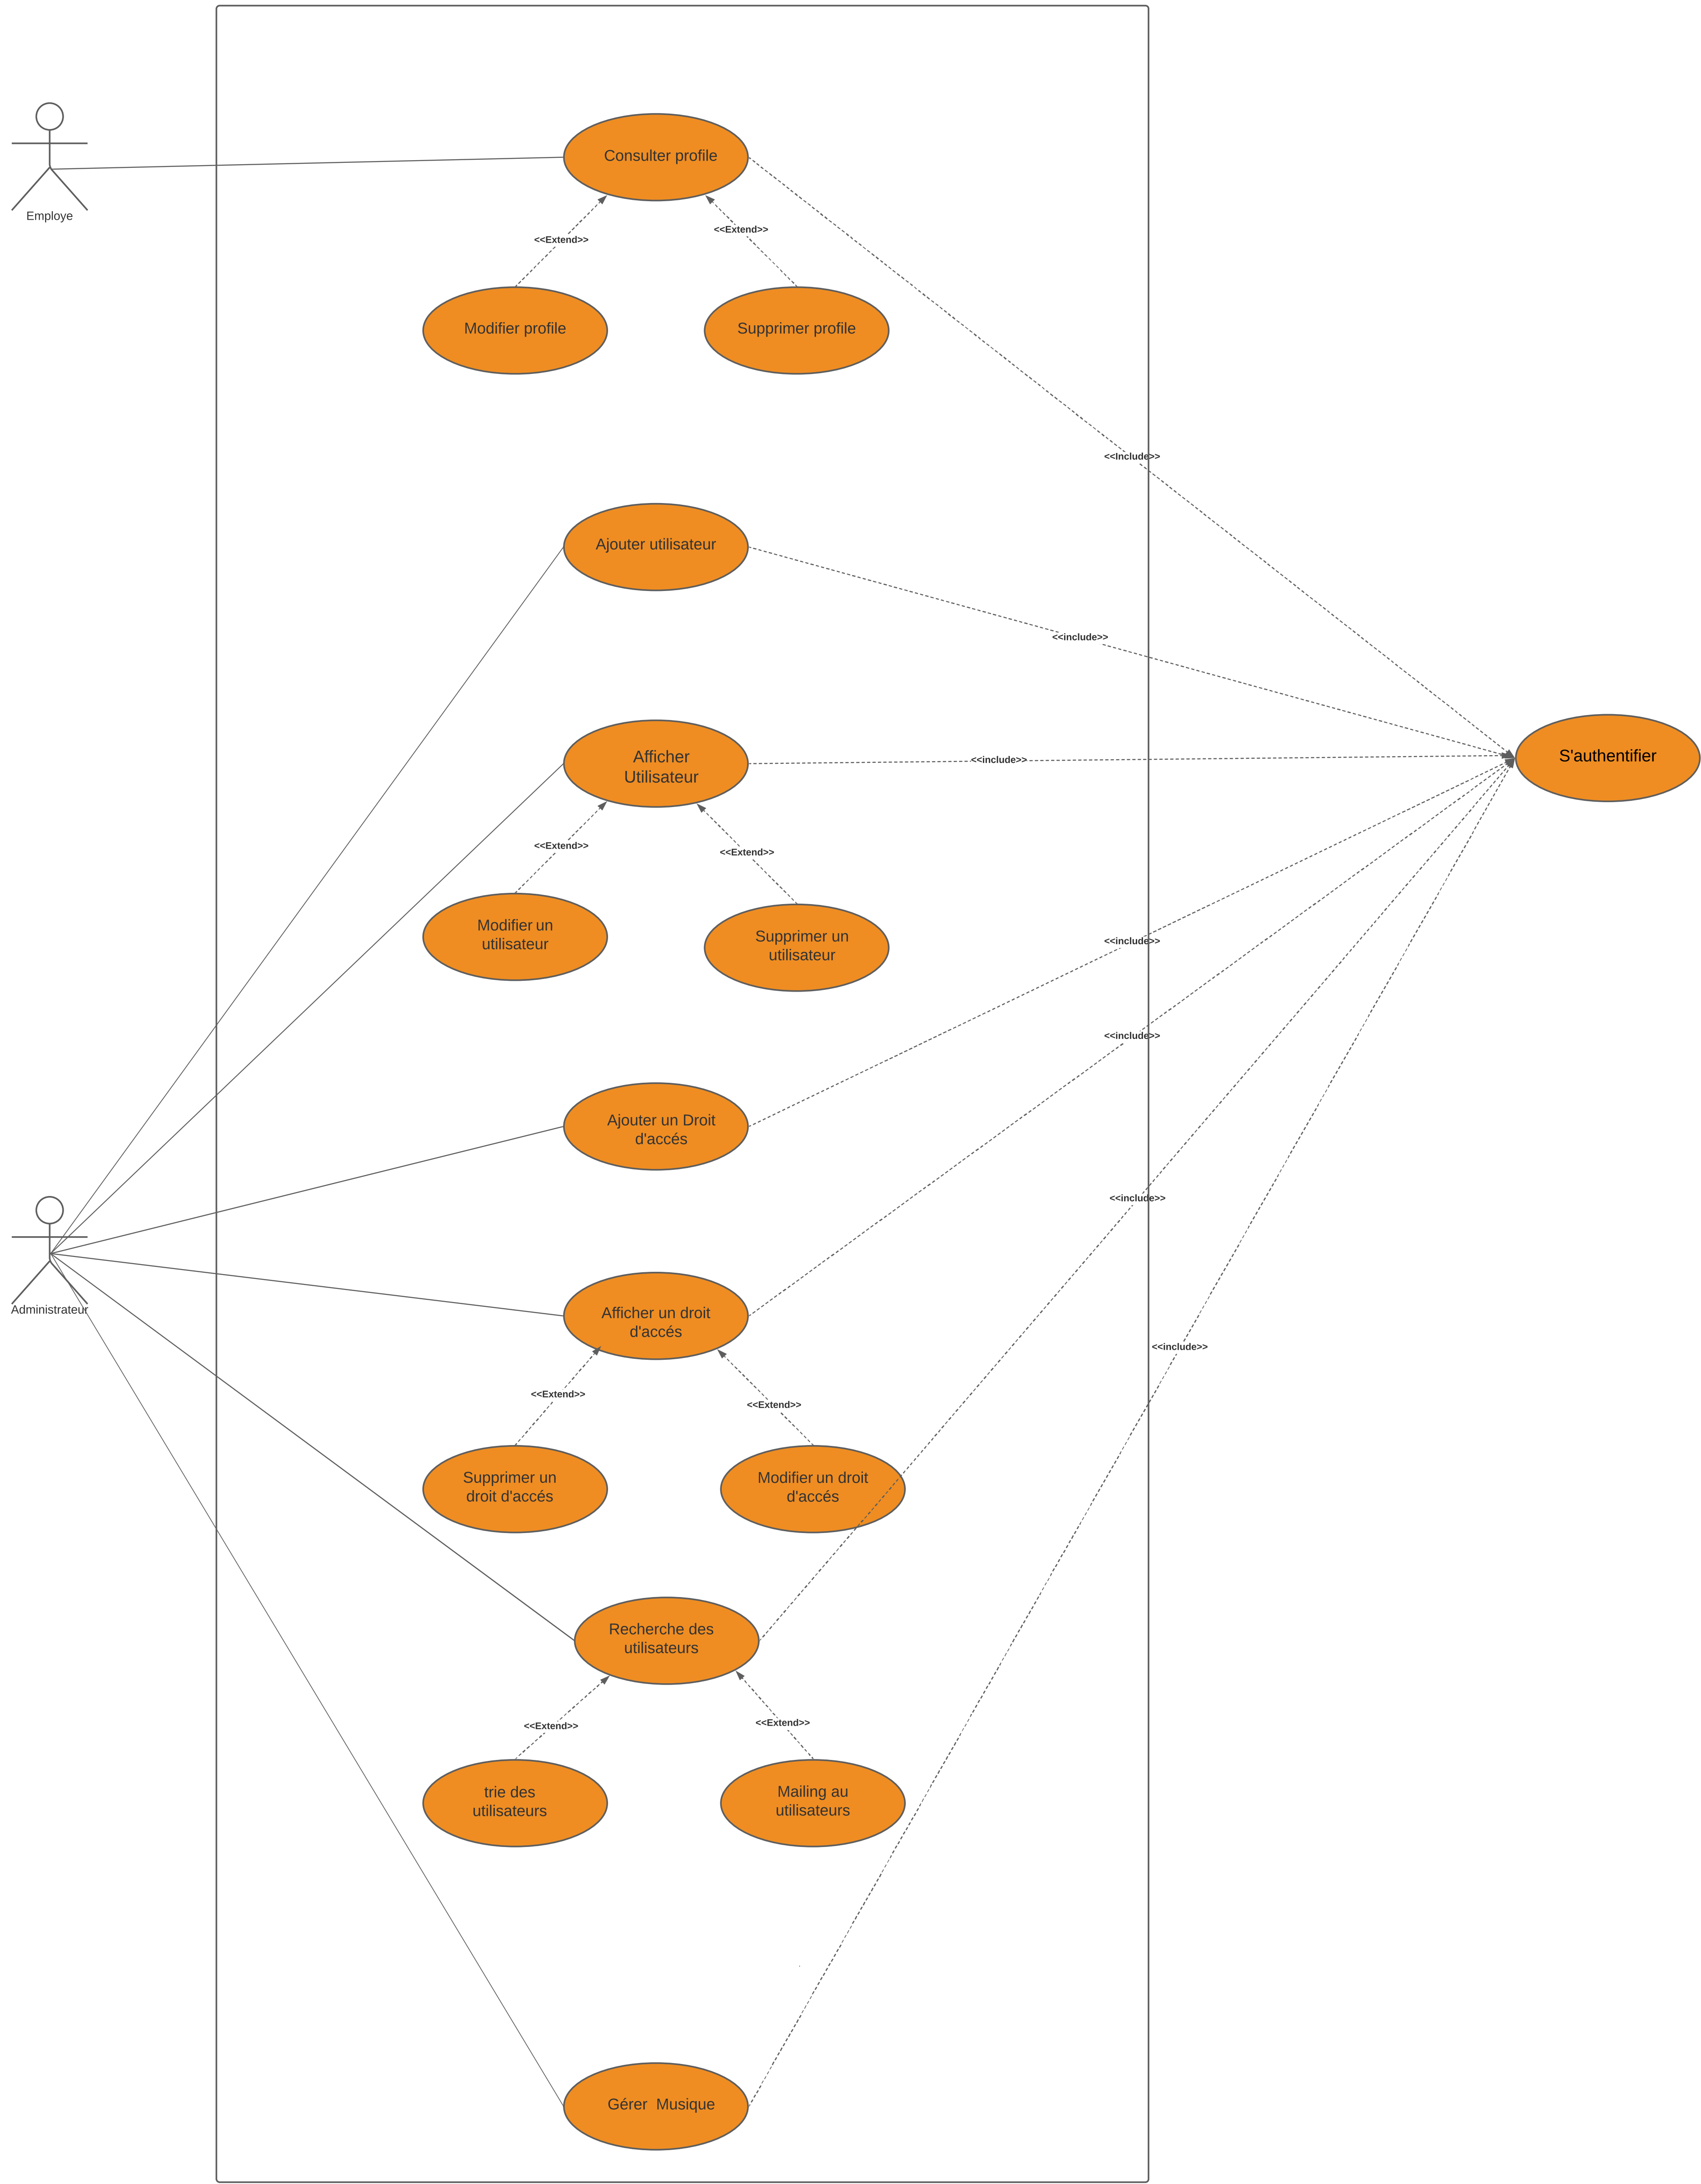 Consulter profile
Employe
<<Extend>>
<<Extend>>
Modifier profile
Supprimer profile
<<Include>>
Ajouter utilisateur
<<include>>
Afficher
Utilisateur
<<include>>
S'authentifier
<<Extend>>
<<Extend>>
Modifier un
utilisateur
Supprimer un
utilisateur
<<include>>
<<include>>
Ajouter un Droit
d'accés
<<include>>
Administrateur
Afficher un droit
d'accés
<<include>>
<<Extend>>
<<Extend>>
Supprimer un
droit d'accés
Modifier un droit
d'accés
Recherche des
utilisateurs
<<Extend>>
<<Extend>>
trie des
utilisateurs
Mailing au
utilisateurs
Gérer  Musique